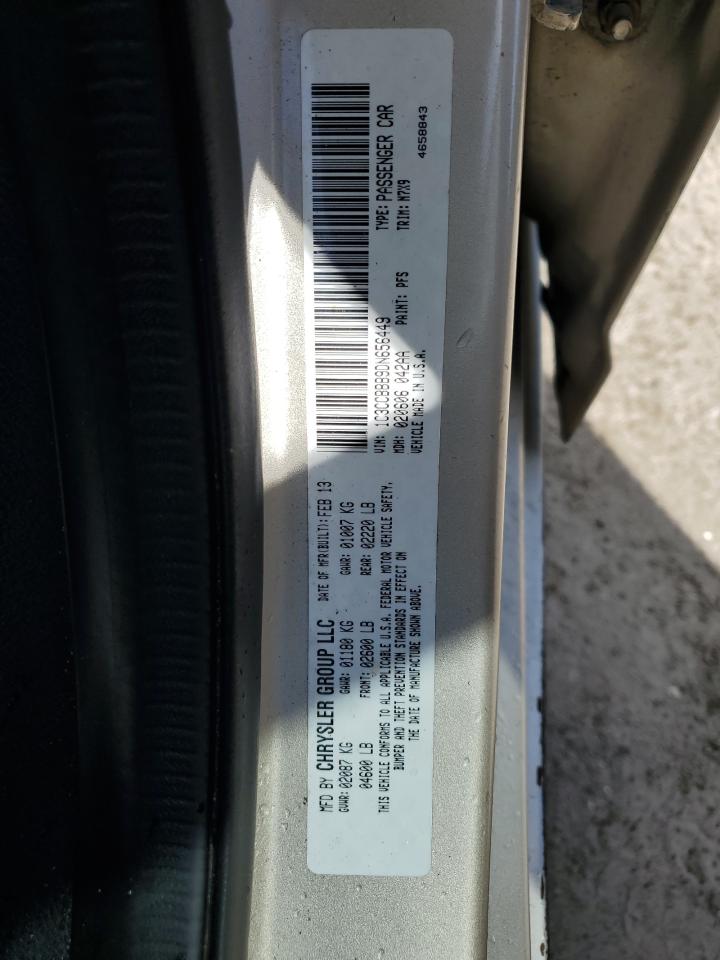 MFD BY CHRYSLER GROUP LLC DATE OF MFR(BUILT): FEB 13
GVWR: 02087 KG GAWR: 01180 KG GAWR: 01007 KG
04600 LB FRONT: 02600 LB REAR: 02220 LB
THIS VEHICLE CONFORMS TO ALL APPLICABLE U.S.A. FEDERAL MOTOR VEHICLE SAFETY,
BUMPER AND THEFT PREVENTION STANDARDS IN EFFECT ON
THE DATE OF MANUFACTURE SHOWN ABOVE.
VIN: 1C3CCBBB9DN656449 TYPE: PASSENGER CAR
MDH: 020606 042AA PAINT: PFS TRIM: M7X9
VEHICLE MADE IN U.S.A. 4658843